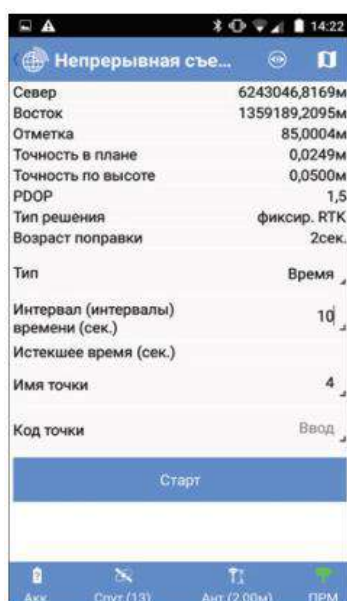 14:22
Непрерывная съе...
Север 6243046,8169м
Восток 1359189,2095м
Отметка 85,0004м
Точность в плане 0,0249м
Точность по высоте 0,0500м
PDOP 1,5
Тип решения фиксир. RTK
Возраст поправки 2сек.
Тип Время
Интервал (интервалы) времени (сек.) 10
Истекшее время (сек.)
Имя точки 4
Код точки Ввод
Старт
Акк. Спут (13) Ант (2,00м) ПРМ